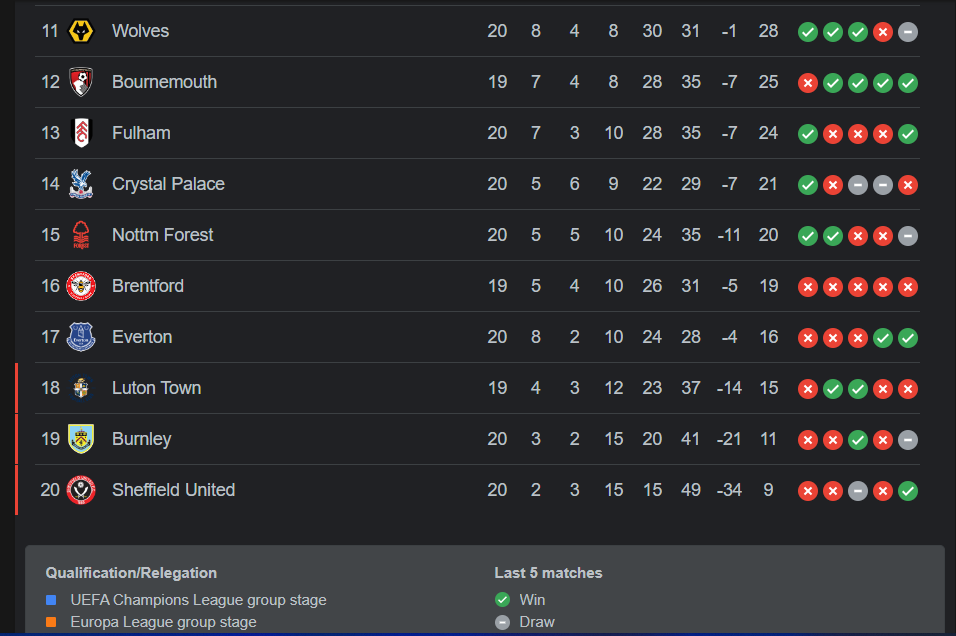 11 Wolves 20 8 4 8 30 31 -1 28
12 Bournemouth 19 7 4 8 28 35 -7 25
13 Fulham 20 7 3 10 28 35 -7 24
14 Crystal Palace 20 5 6 9 22 29 -7 21
15 Nottm Forest 20 5 5 10 24 35 -11 20
16 Brentford 19 5 4 10 26 31 -5 19
17 Everton 20 8 2 10 24 28 -4 16
18 Luton Town 19 4 3 12 23 37 -14 15
19 Burnley 20 3 2 15 20 41 -21 11
20 Sheffield United 20 2 3 15 15 49 -34 9
Qualification/Relegation
UEFA Champions League group stage
Europa League group stage
Last 5 matches
Win
Draw